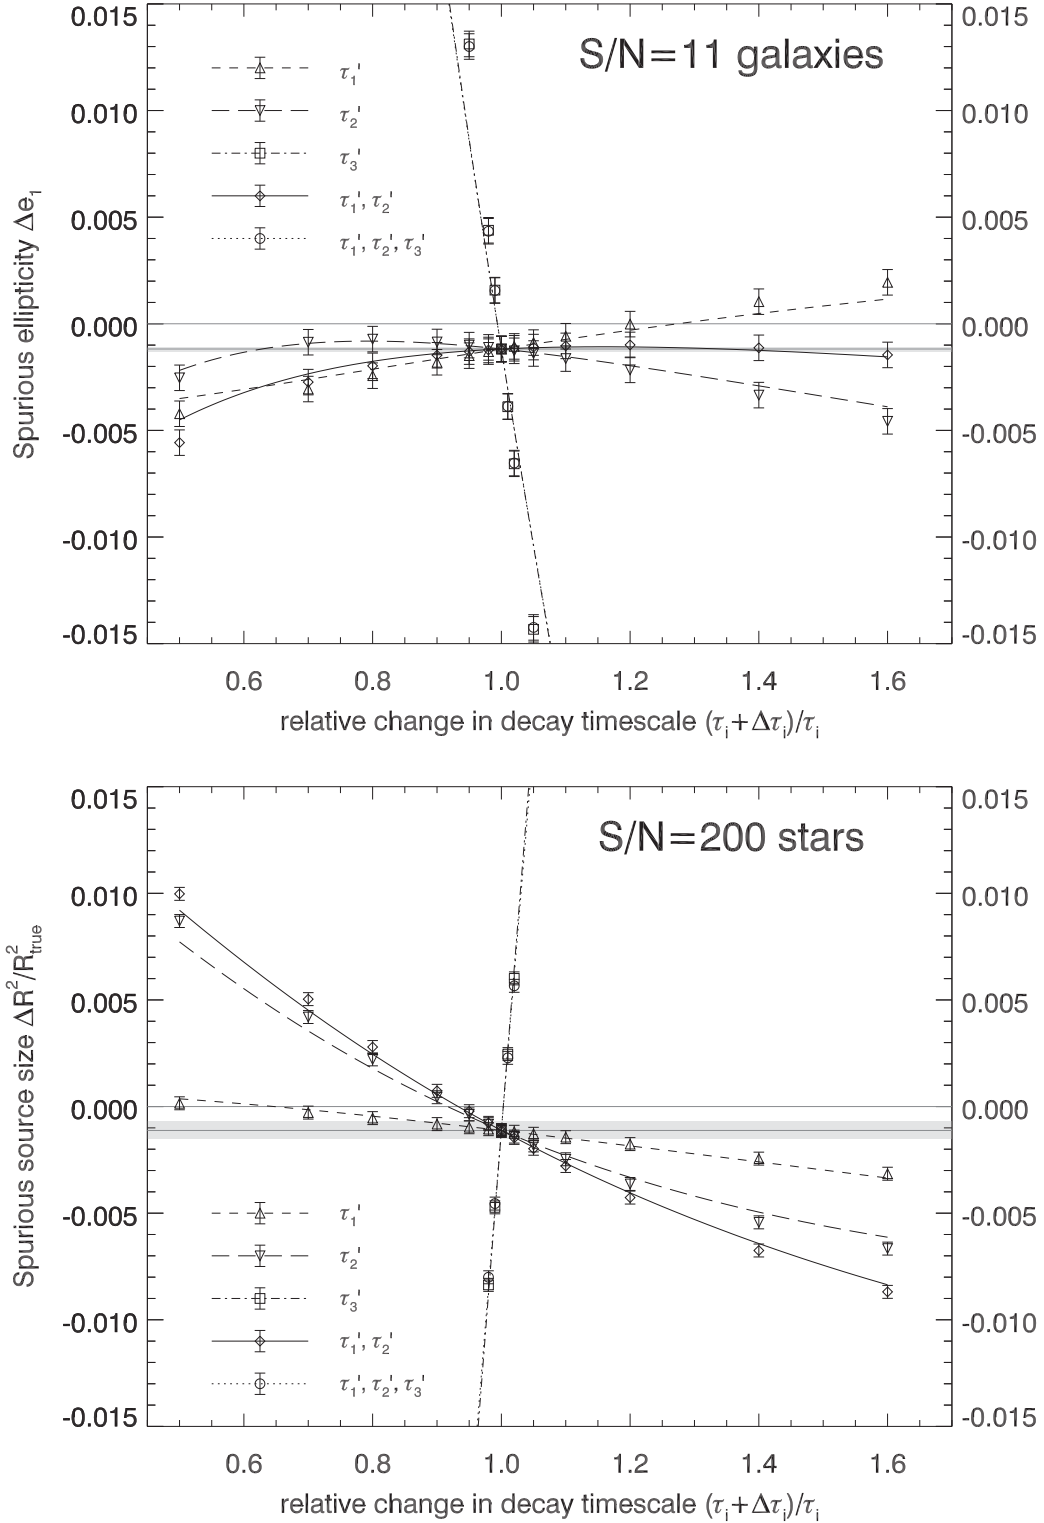 S/N=11 galaxies
0.015
0.010
0.005
0.000
-0.005
-0.010
-0.015
0.015
0.010
0.005
0.000
-0.005
-0.010
-0.015
Spurious ellipticity Δe₁
τ₁'
τ₂'
τ₃'
τ₁', τ₂'
τ₁', τ₂', τ₃'
0.6 0.8 1.0 1.2 1.4 1.6
relative change in decay timescale (τᵢ+Δτᵢ)/τᵢ
S/N=200 stars
0.015
0.010
0.005
0.000
-0.005
-0.010
-0.015
0.015
0.010
0.005
0.000
-0.005
-0.010
-0.015
Spurious source size ΔR²/R²true
τ₁'
τ₂'
τ₃'
τ₁', τ₂'
τ₁', τ₂', τ₃'
0.6 0.8 1.0 1.2 1.4 1.6
relative change in decay timescale (τᵢ+Δτᵢ)/τᵢ